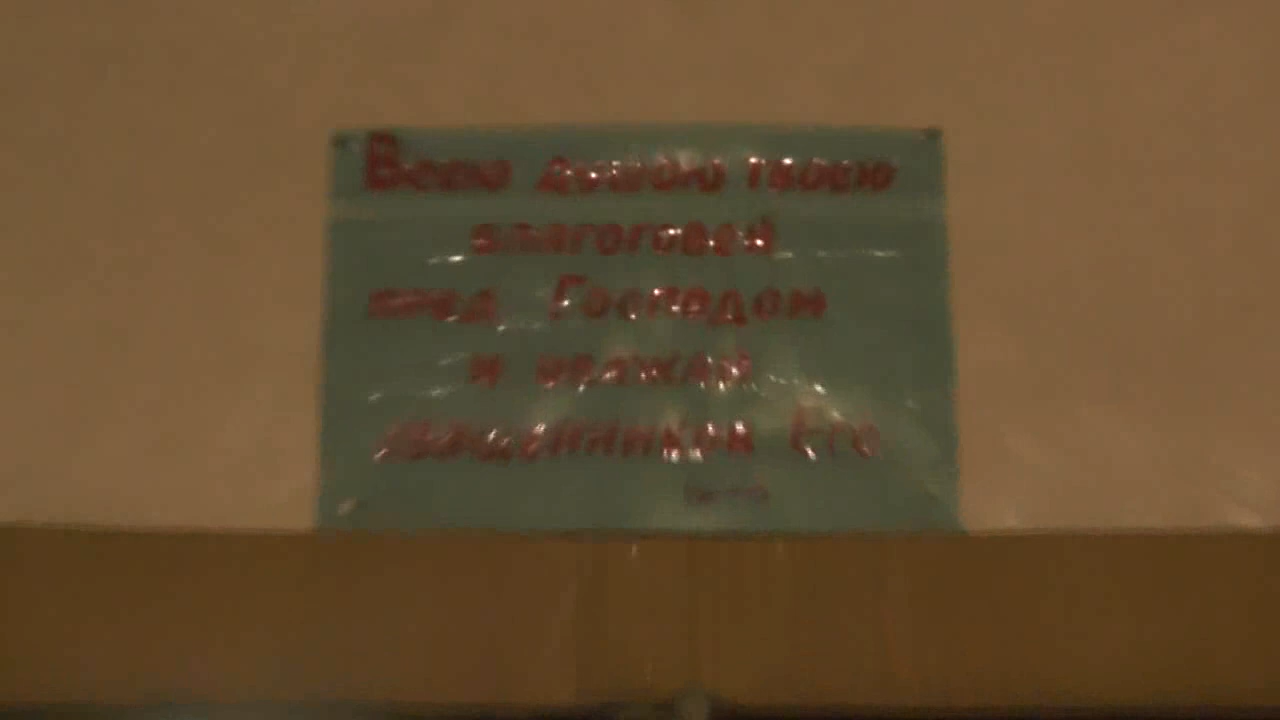 Всею душою твоею
благоговей
пред Господом
и уважай
священников Его